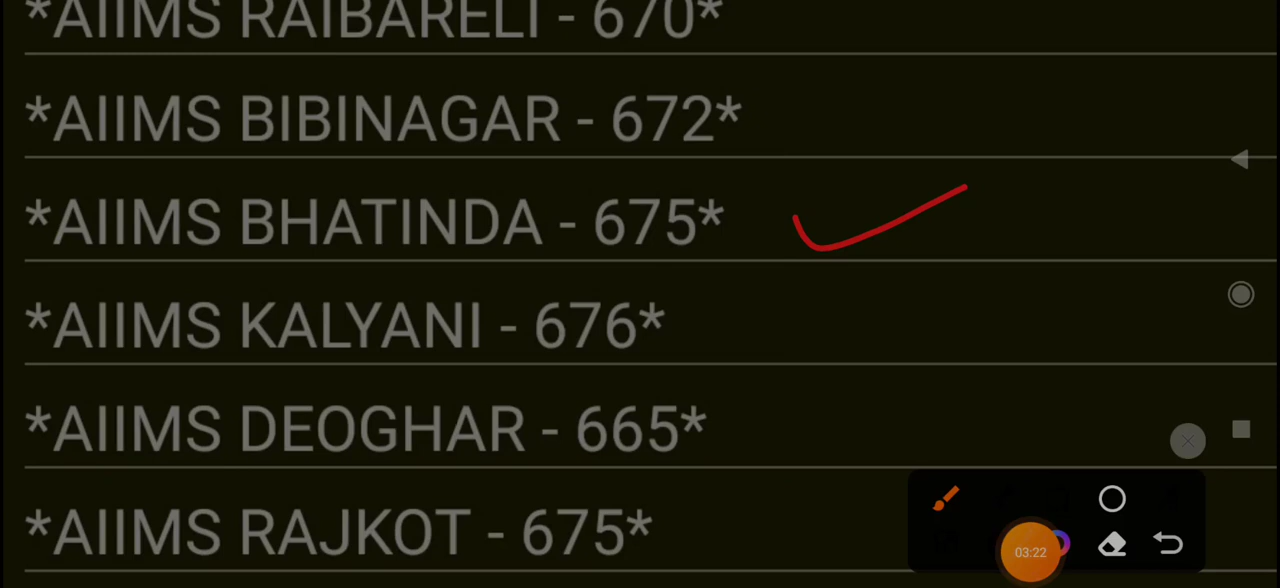 *AIIMS RAIBARELI - 670*
*AIIMS BIBINAGAR - 672*
*AIIMS BHATINDA - 675*
*AIIMS KALYANI - 676*
*AIIMS DEOGHAR - 665*
*AIIMS RAJKOT - 675*
03:22